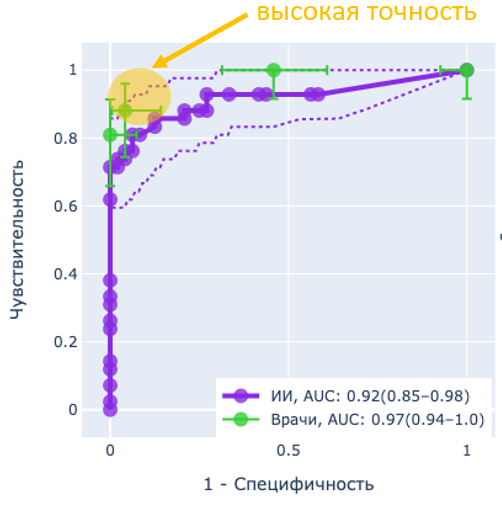 высокая точность
Чувствительность
1
0.8
0.6
0.4
0.2
0
ИИ, AUC: 0.92(0.85–0.98)
Врачи, AUC: 0.97(0.94–1.0)
0
0.5
1
1 - Специфичность